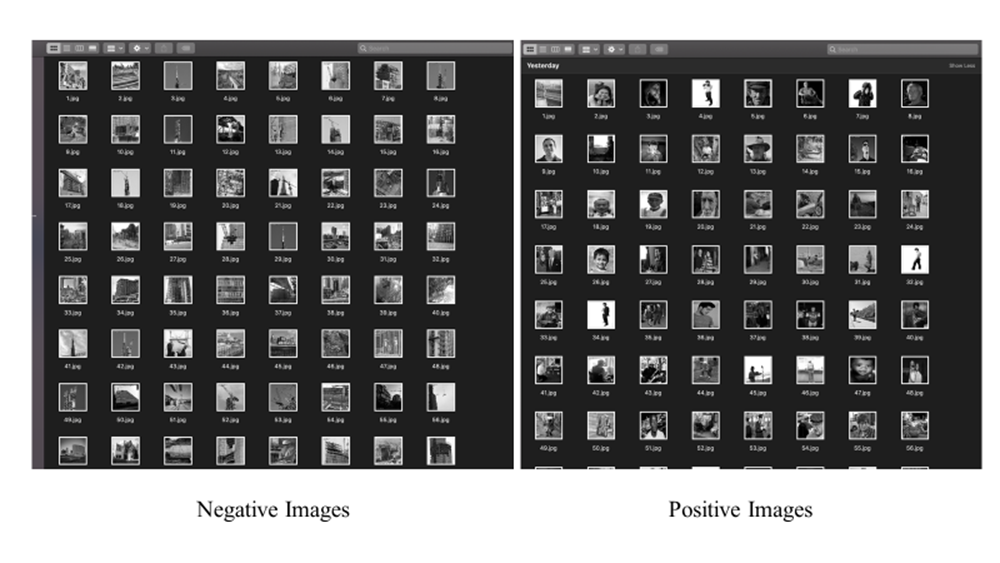 Search
1.jpg 2.jpg 3.jpg 4.jpg 5.jpg 6.jpg 7.jpg 8.jpg
9.jpg 10.jpg 11.jpg 12.jpg 13.jpg 14.jpg 15.jpg 16.jpg
17.jpg 18.jpg 19.jpg 20.jpg 21.jpg 22.jpg 23.jpg 24.jpg
25.jpg 26.jpg 27.jpg 28.jpg 29.jpg 30.jpg 31.jpg 32.jpg
33.jpg 34.jpg 35.jpg 36.jpg 37.jpg 38.jpg 39.jpg 40.jpg
41.jpg 42.jpg 43.jpg 44.jpg 45.jpg 46.jpg 47.jpg 48.jpg
49.jpg 50.jpg 51.jpg 52.jpg 53.jpg 54.jpg 55.jpg 56.jpg
Search
Yesterday Show Less
1.jpg 2.jpg 3.jpg 4.jpg 5.jpg 6.jpg 7.jpg 8.jpg
9.jpg 10.jpg 11.jpg 12.jpg 13.jpg 14.jpg 15.jpg 16.jpg
17.jpg 18.jpg 19.jpg 20.jpg 21.jpg 22.jpg 23.jpg 24.jpg
25.jpg 26.jpg 27.jpg 28.jpg 29.jpg 30.jpg 31.jpg 32.jpg
33.jpg 34.jpg 35.jpg 36.jpg 37.jpg 38.jpg 39.jpg 40.jpg
41.jpg 42.jpg 43.jpg 44.jpg 45.jpg 46.jpg 47.jpg 48.jpg
49.jpg 50.jpg 51.jpg 52.jpg 53.jpg 54.jpg 55.jpg 56.jpg
Negative Images
Positive Images